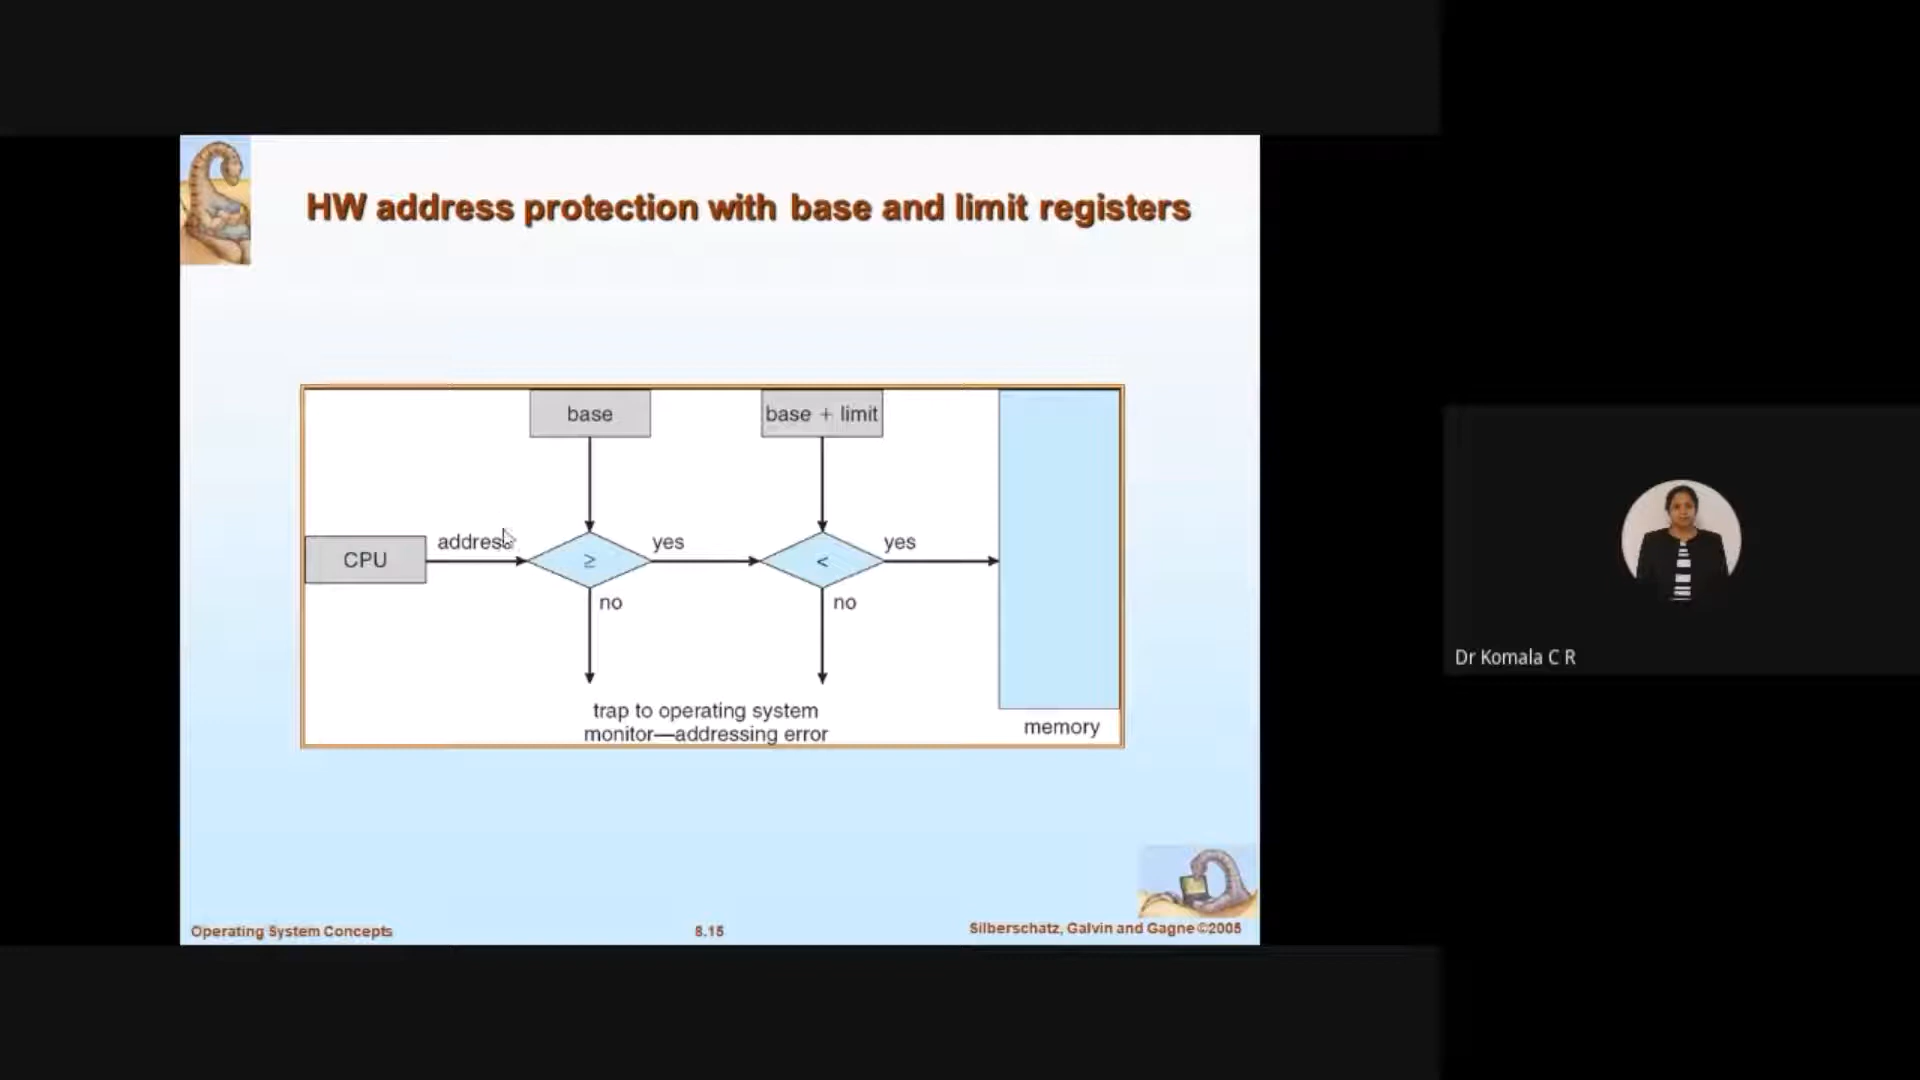 HW address protection with base and limit registers
base
base + limit
CPU
address
≥
yes
<
yes
no
no
trap to operating system
monitor—addressing error
memory
Operating System Concepts
8.15
Silberschatz, Galvin and Gagne ©2005
Dr Komala C R